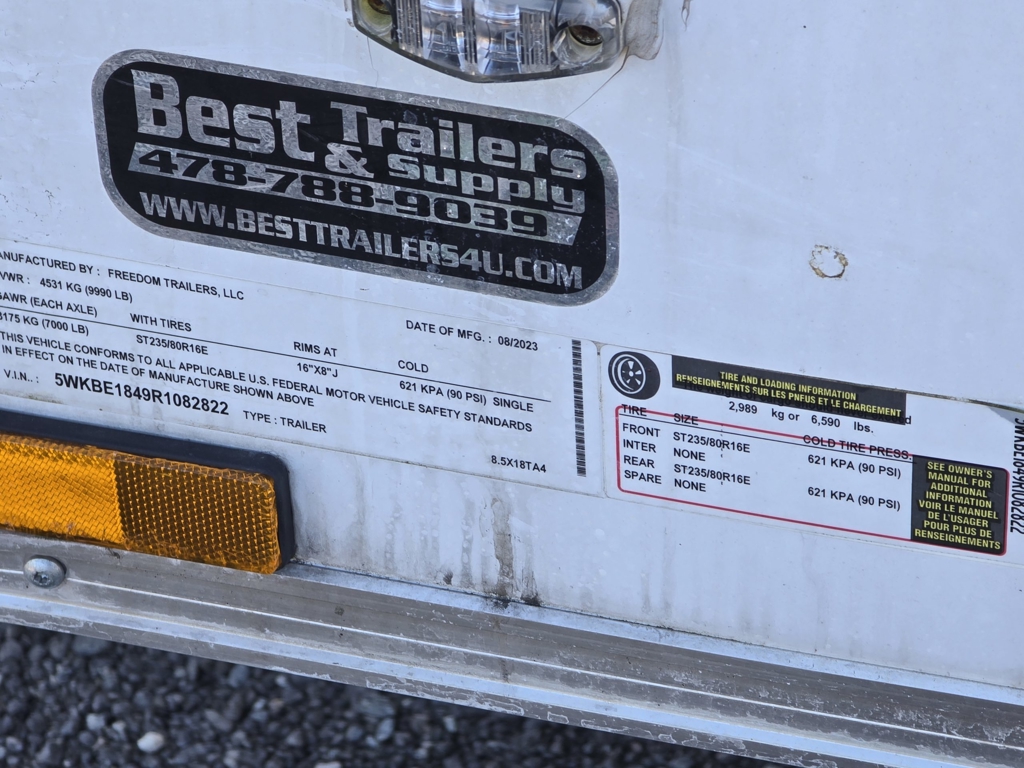 Best Trailers
& Supply
478-788-9039
WWW.BESTTRAILERS4U.COM
ANUFACTURED BY : FREEDOM TRAILERS, LLC
VWR : 4531 KG (9990 LB)
GAWR (EACH AXLE) WITH TIRES RIMS AT COLD
3175 KG (7000 LB) ST235/80R16E 16"X8"J 621 KPA (90 PSI) SINGLE
DATE OF MFG. : 08/2023
THIS VEHICLE CONFORMS TO ALL APPLICABLE U.S. FEDERAL MOTOR VEHICLE SAFETY STANDARDS
IN EFFECT ON THE DATE OF MANUFACTURE SHOWN ABOVE
V.I.N.. : 5WKBE1849R1082822 TYPE : TRAILER
8.5X18TA4
TIRE AND LOADING INFORMATION
RENSEIGNEMENTS SUR LES PNEUS ET LE CHARGEMENT
2,989 kg or 6,590 lbs.
TIRE SIZE COLD TIRE PRESS.
FRONT ST235/80R16E 621 KPA (90 PSI)
INTER NONE
REAR ST235/80R16E 621 KPA (90 PSI)
SPARE NONE
SEE OWNER'S
MANUAL FOR
ADDITIONAL
INFORMATION
VOIR LE MANUEL
DE L'USAGER
POUR PLUS DE
RENSEIGNEMENTS
5WKBE1849R1082822